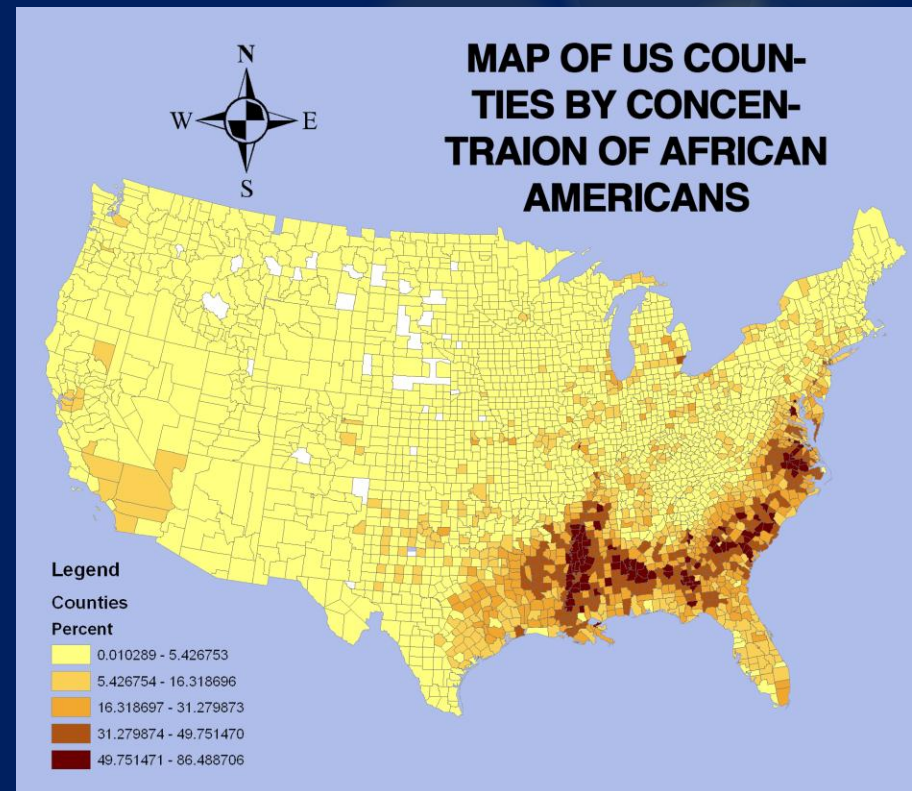 MAP OF US COUN-
TIES BY CONCEN-
TRAION OF AFRICAN
AMERICANS
N
W E
S
Legend
Counties
Percent
0.010289 - 5.426753
5.426754 - 16.318696
16.318697 - 31.279873
31.279874 - 49.751470
49.751471 - 86.488706